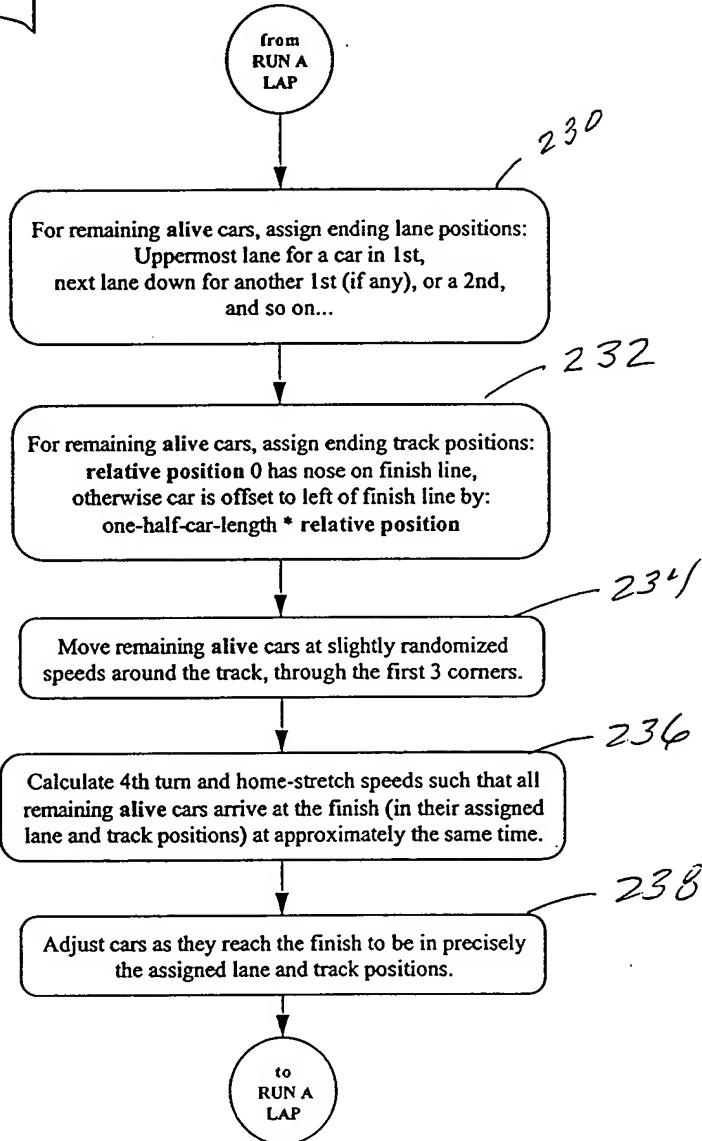 from
RUN A
LAP
230
For remaining alive cars, assign ending lane positions:
Uppermost lane for a car in 1st,
next lane down for another 1st (if any), or a 2nd,
and so on...
232
For remaining alive cars, assign ending track positions:
relative position 0 has nose on finish line,
otherwise car is offset to left of finish line by:
one-half-car-length * relative position
234
Move remaining alive cars at slightly randomized
speeds around the track, through the first 3 corners.
236
Calculate 4th turn and home-stretch speeds such that all
remaining alive cars arrive at the finish (in their assigned
lane and track positions) at approximately the same time.
238
Adjust cars as they reach the finish to be in precisely
the assigned lane and track positions.
to
RUN A
LAP